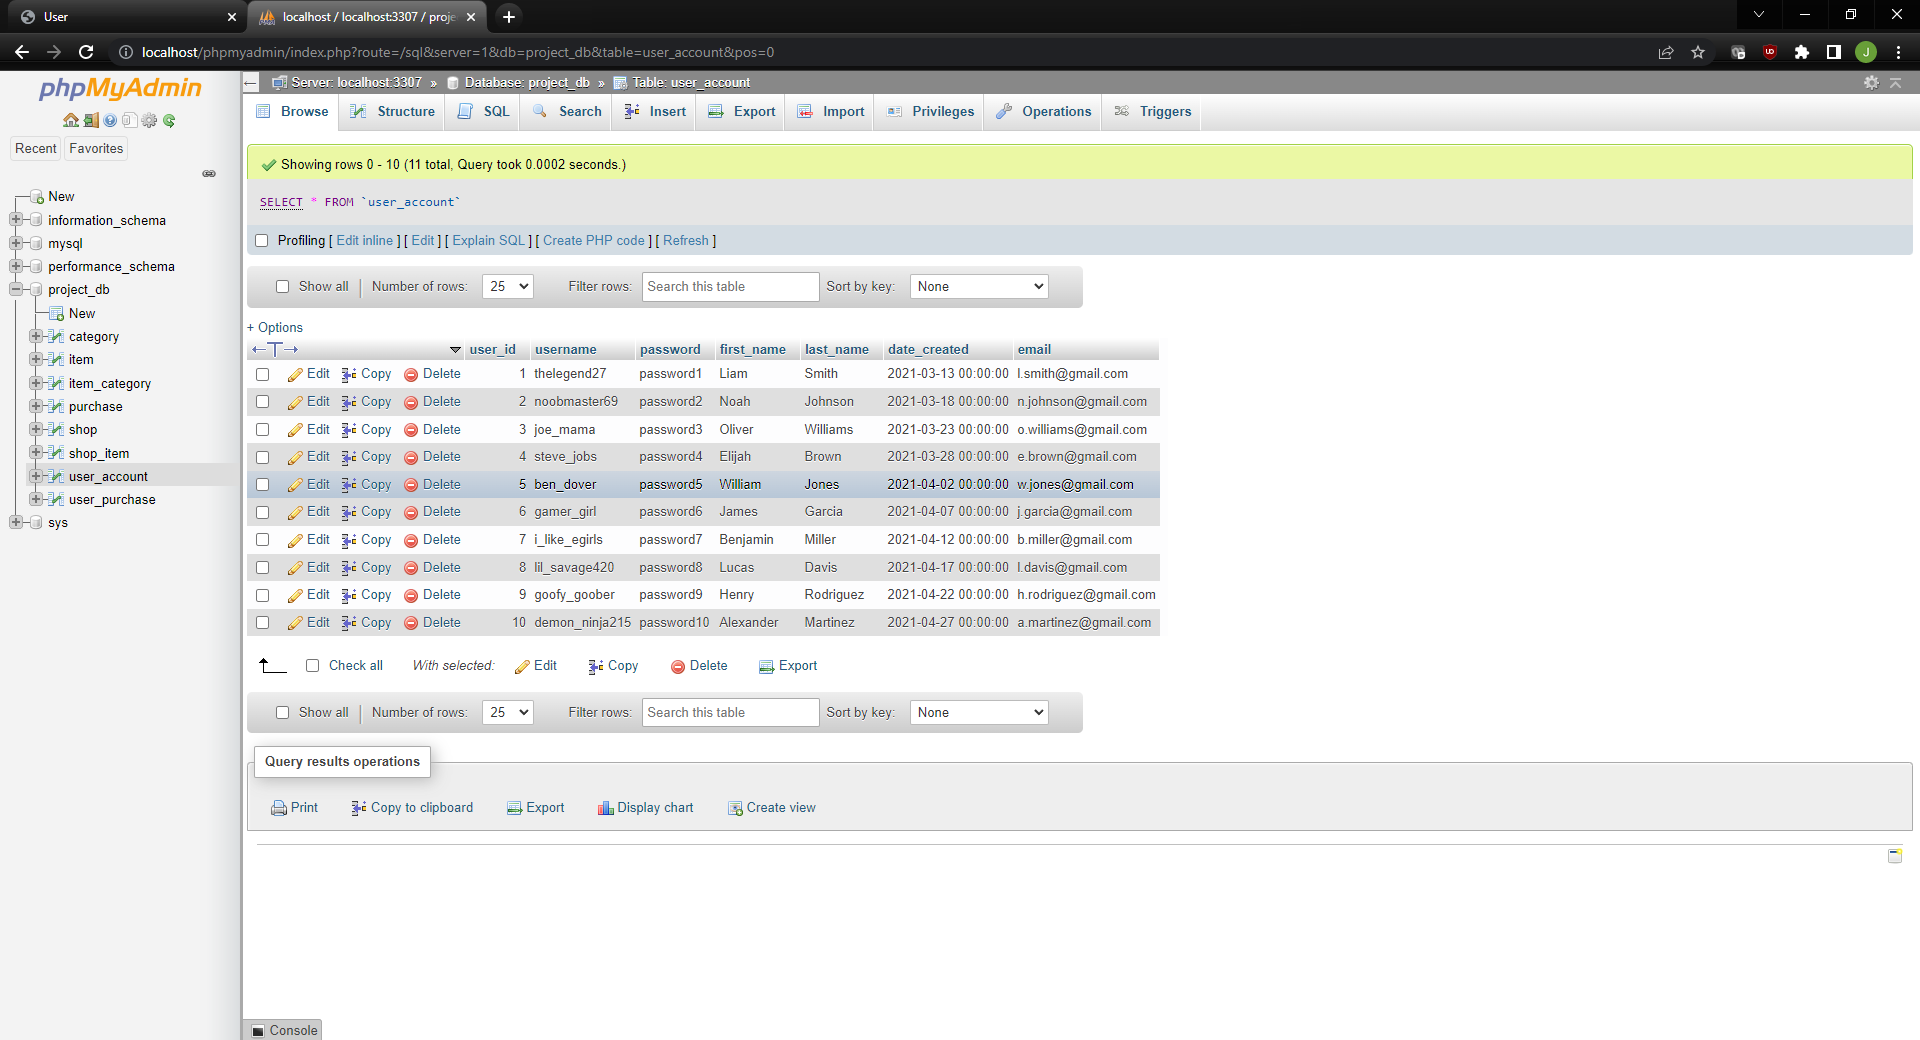 User
localhost / localhost:3307 / proje
localhost/phpmyadmin/index.php?route=/sql&server=1&db=project_db&table=user_account&pos=0
J
phpMyAdmin
Recent
Favorites
New
information_schema
mysql
performance_schema
project_db
New
category
item
item_category
purchase
shop
shop_item
user_account
user_purchase
sys
Server: localhost:3307 » Database: project_db » Table: user_account
Browse Structure SQL Search Insert Export Import Privileges Operations Triggers
Showing rows 0 - 10 (11 total, Query took 0.0002 seconds.)
SELECT * FROM `user_account`
Profiling [ Edit inline ] [ Edit ] [ Explain SQL ] [ Create PHP code ] [ Refresh ]
Show all Number of rows: 25 Filter rows: Search this table Sort by key: None
+ Options
user_id username password first_name last_name date_created email
Edit Copy Delete 1 thelegend27 password1 Liam Smith 2021-03-13 00:00:00 l.smith@gmail.com
Edit Copy Delete 2 noobmaster69 password2 Noah Johnson 2021-03-18 00:00:00 n.johnson@gmail.com
Edit Copy Delete 3 joe_mama password3 Oliver Williams 2021-03-23 00:00:00 o.williams@gmail.com
Edit Copy Delete 4 steve_jobs password4 Elijah Brown 2021-03-28 00:00:00 e.brown@gmail.com
Edit Copy Delete 5 ben_dover password5 William Jones 2021-04-02 00:00:00 w.jones@gmail.com
Edit Copy Delete 6 gamer_girl password6 James Garcia 2021-04-07 00:00:00 j.garcia@gmail.com
Edit Copy Delete 7 i_like_egirls password7 Benjamin Miller 2021-04-12 00:00:00 b.miller@gmail.com
Edit Copy Delete 8 lil_savage420 password8 Lucas Davis 2021-04-17 00:00:00 l.davis@gmail.com
Edit Copy Delete 9 goofy_goober password9 Henry Rodriguez 2021-04-22 00:00:00 h.rodriguez@gmail.com
Edit Copy Delete 10 demon_ninja215 password10 Alexander Martinez 2021-04-27 00:00:00 a.martinez@gmail.com
Check all With selected: Edit Copy Delete Export
Show all Number of rows: 25 Filter rows: Search this table Sort by key: None
Query results operations
Print Copy to clipboard Export Display chart Create view
Console